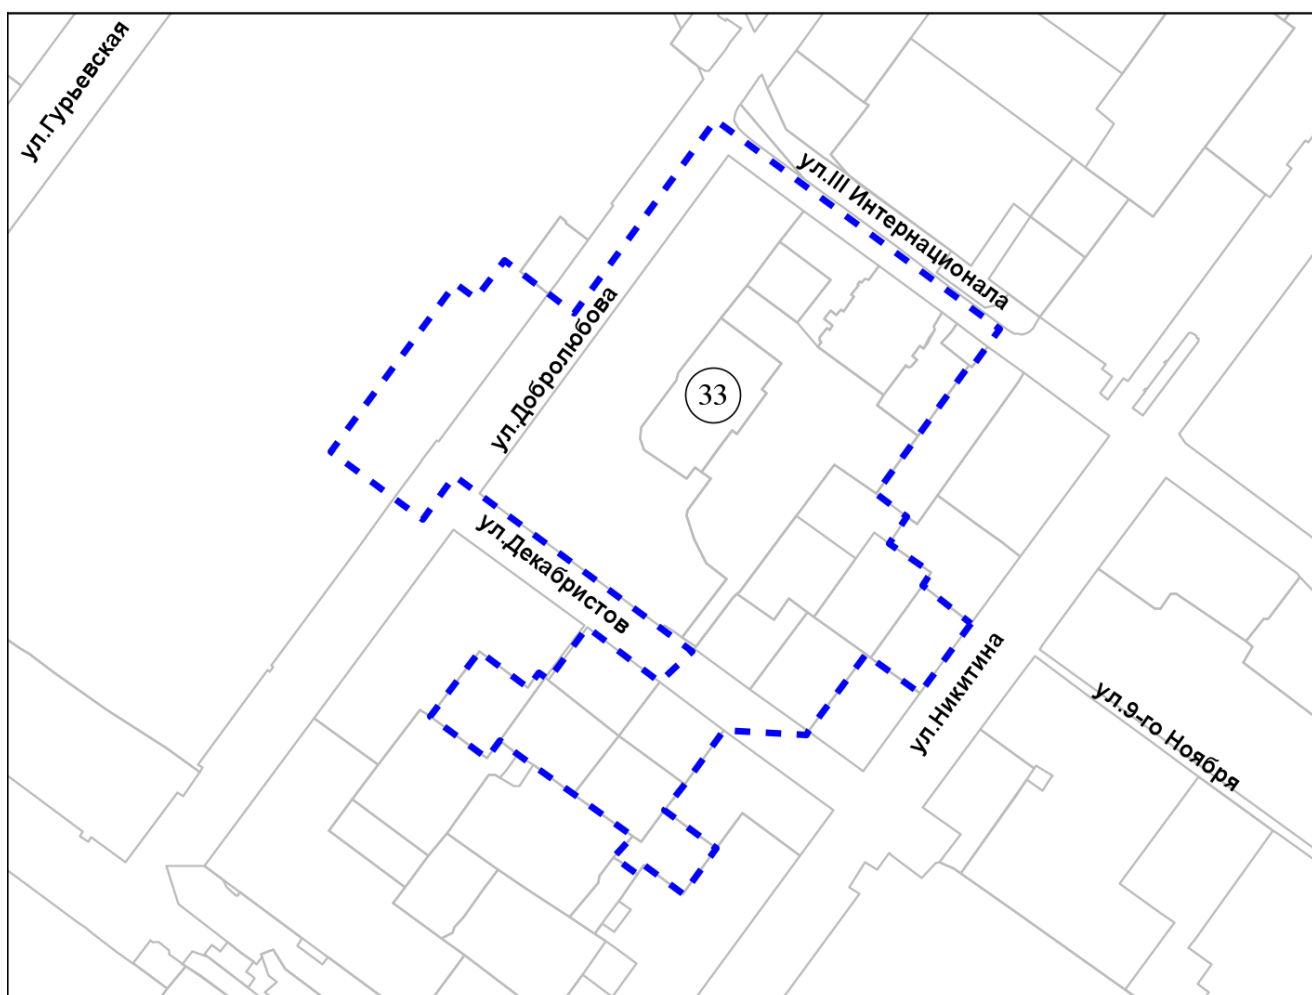 ул.Гурьевская
ул.III Интернационала
ул.Добролюбова
33
ул.Декабристов
ул.Никитина
ул.9-го Ноября